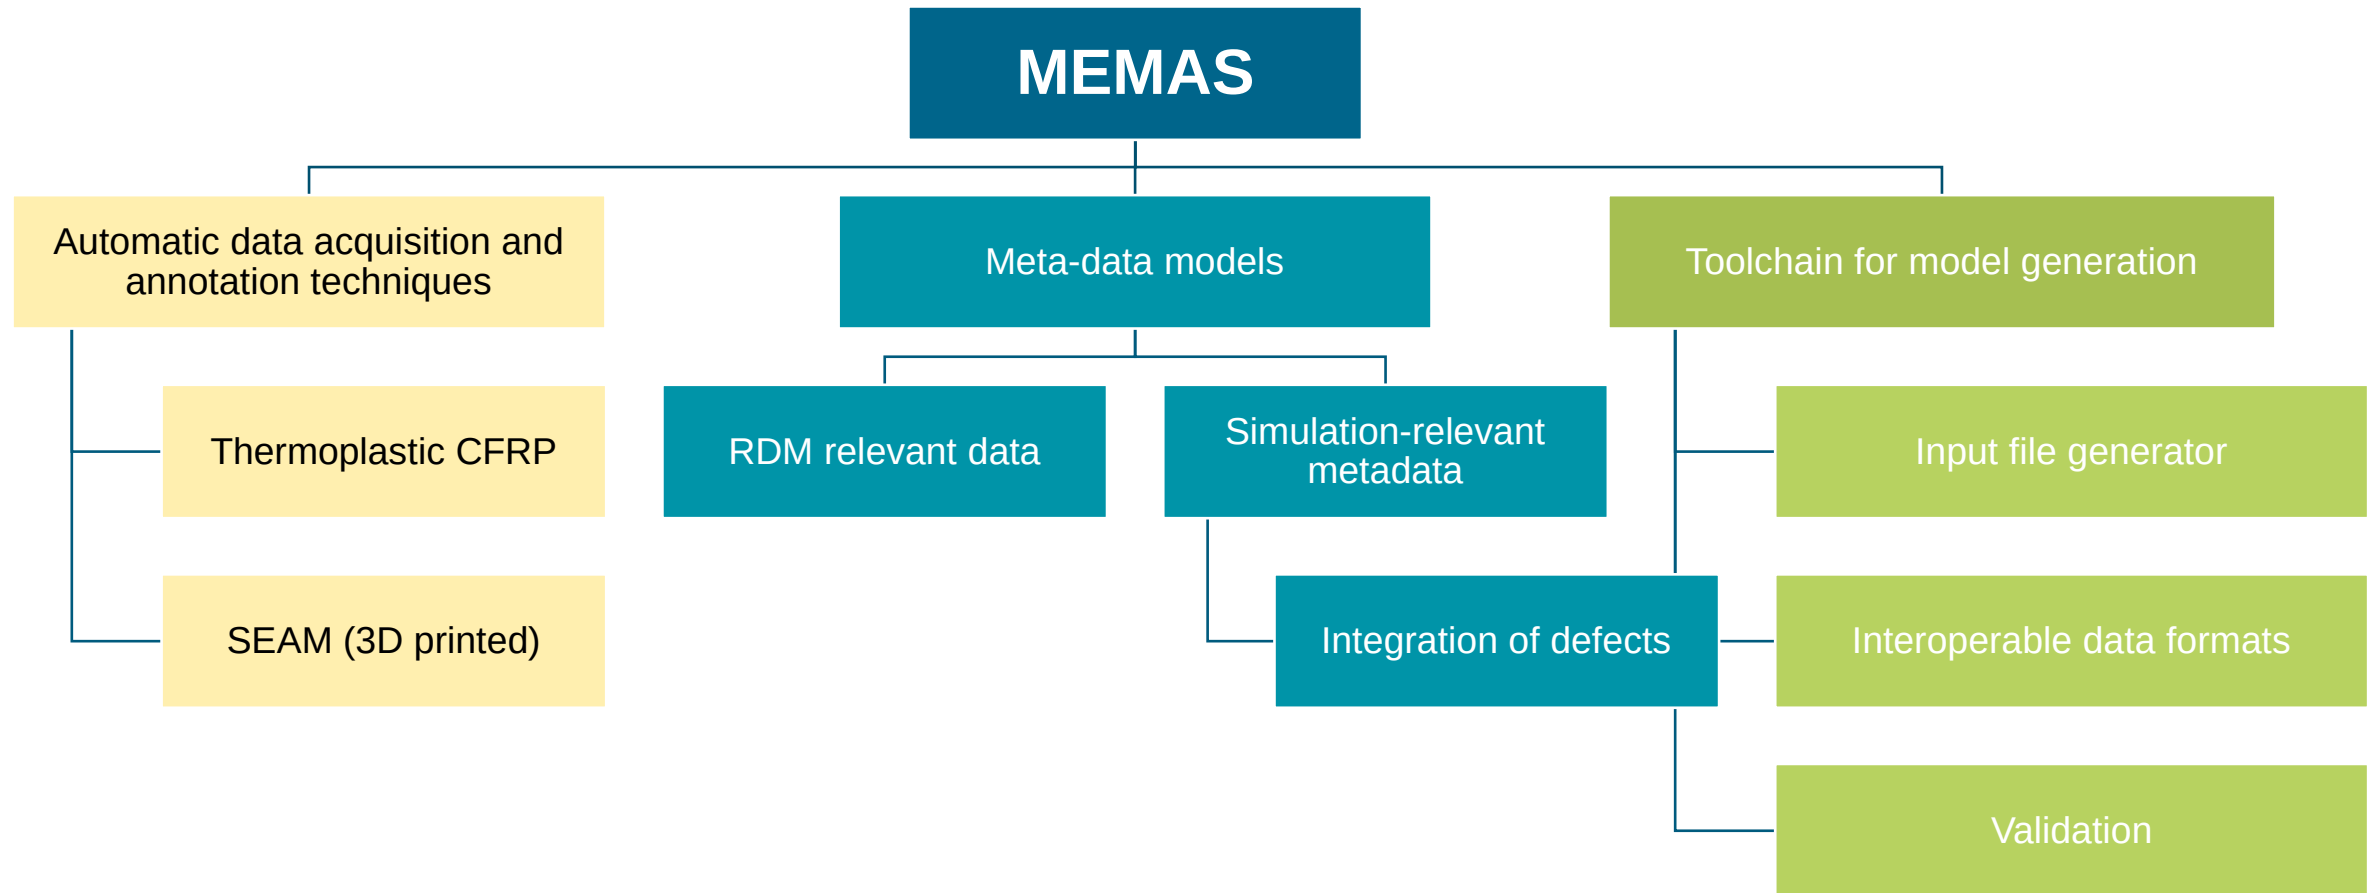 MEMAS
Automatic data acquisition and
annotation techniques
Meta-data models
Toolchain for model generation
Thermoplastic CFRP
RDM relevant data
Simulation-relevant
metadata
Input file generator
SEAM (3D printed)
Integration of defects
Interoperable data formats
Validation